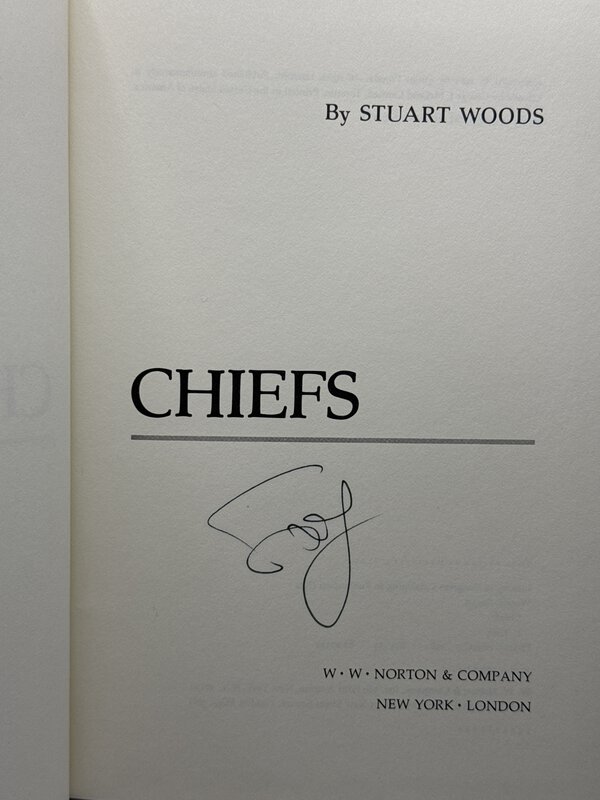 By STUART WOODS
CHIEFS
W · W · NORTON & COMPANY
NEW YORK · LONDON